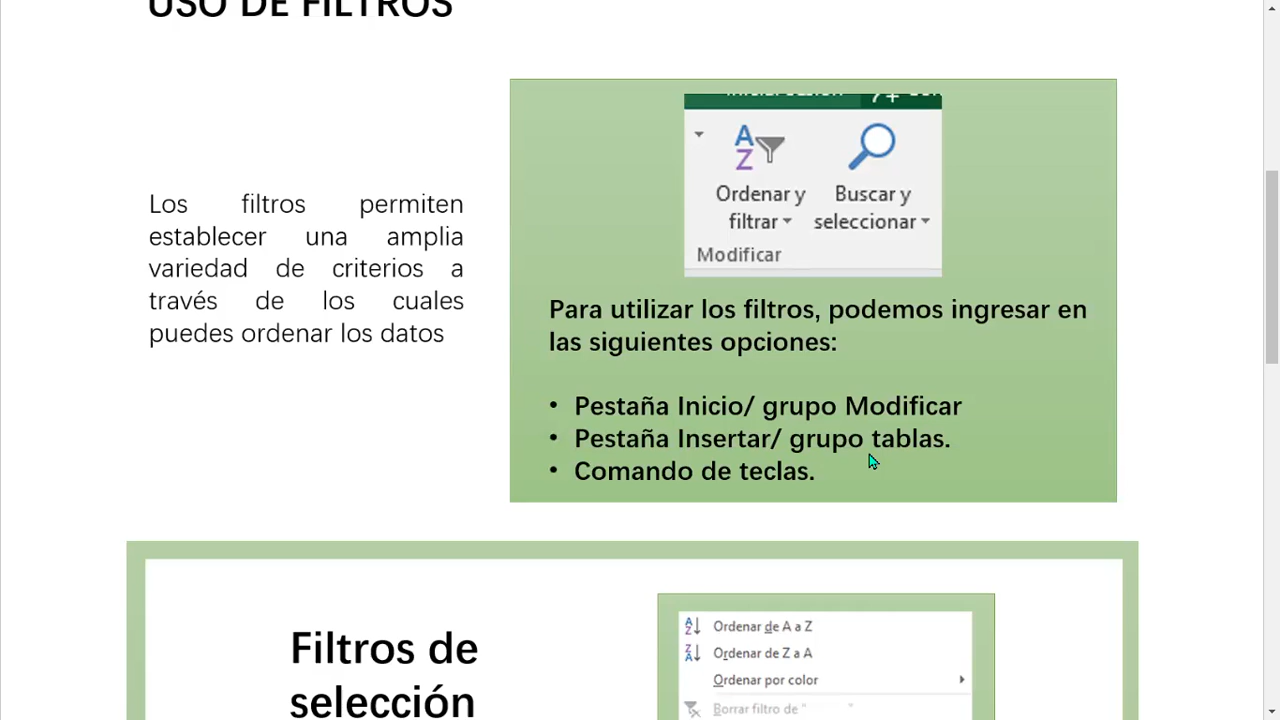 USO DE FILTROS
Los filtros permiten
establecer una amplia
variedad de criterios a
través de los cuales
puedes ordenar los datos
Ordenar y
filtrar
Buscar y
seleccionar
Modificar
Para utilizar los filtros, podemos ingresar en
las siguientes opciones:
• Pestaña Inicio/ grupo Modificar
• Pestaña Insertar/ grupo tablas.
• Comando de teclas.
Filtros de
selección
Ordenar de A a Z
Ordenar de Z a A
Ordenar por color
Borrar filtro de " "